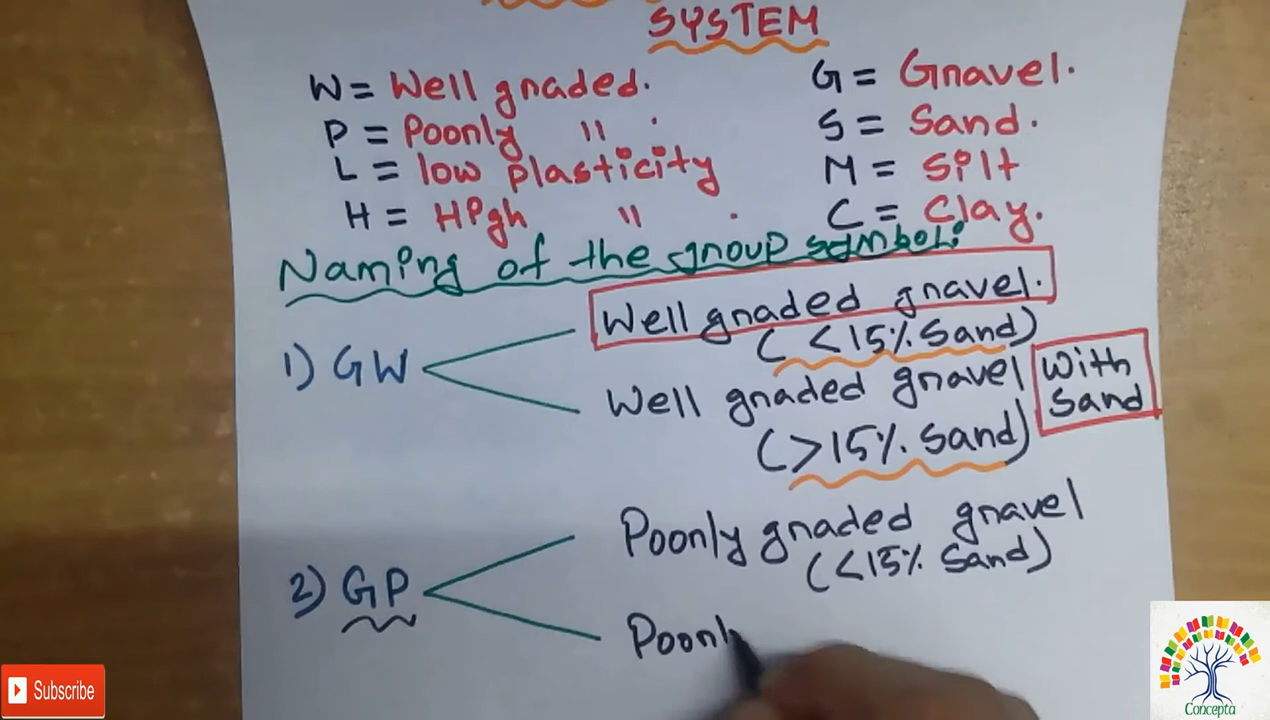 SYSTEM
W = Well graded.
P = Poorly " .
L = low plasticity
H = High " .
G = Gravel.
S = Sand.
M = Silt
C = Clay.
Naming of the group symbol:
1) GW
Well graded gravel.
( <15% Sand)
Well graded gravel With Sand
(>15% Sand)
2) GP
Poorly graded gravel
(<15% Sand)
Poorl
Subscribe
Concepta